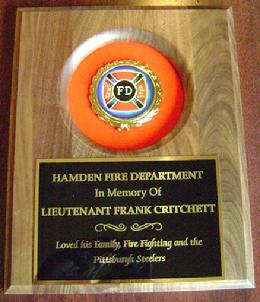 FD
HAMDEN FIRE DEPARTMENT
In Memory Of
LIEUTENANT FRANK CRITCHETT
Loved his Family, Fire Fighting and the
Pittsburgh Steelers